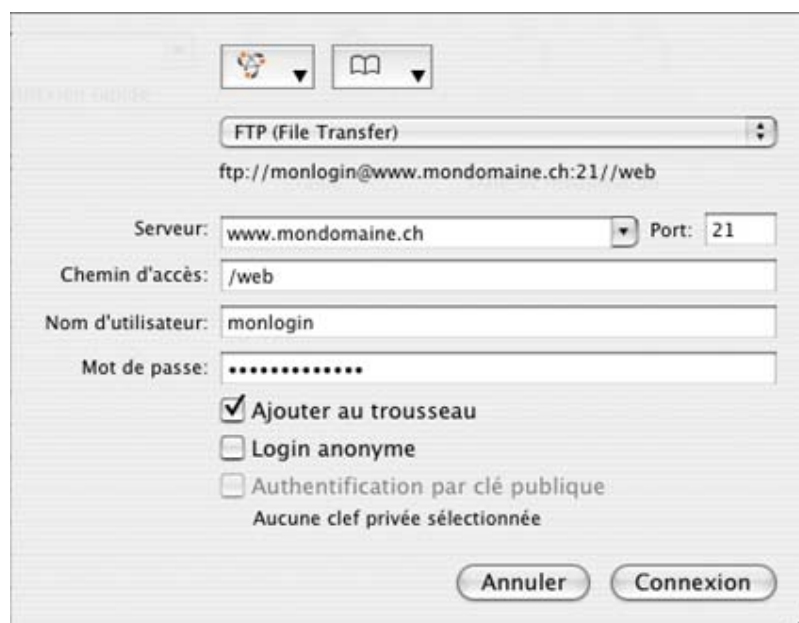 FTP (File Transfer)
ftp://monlogin@www.mondomaine.ch:21//web
Serveur: www.mondomaine.ch Port: 21
Chemin d'accès: /web
Nom d'utilisateur: monlogin
Mot de passe: •••••••••••••
Ajouter au trousseau
Login anonyme
Authentification par clé publique
Aucune clef privée sélectionnée
Annuler Connexion